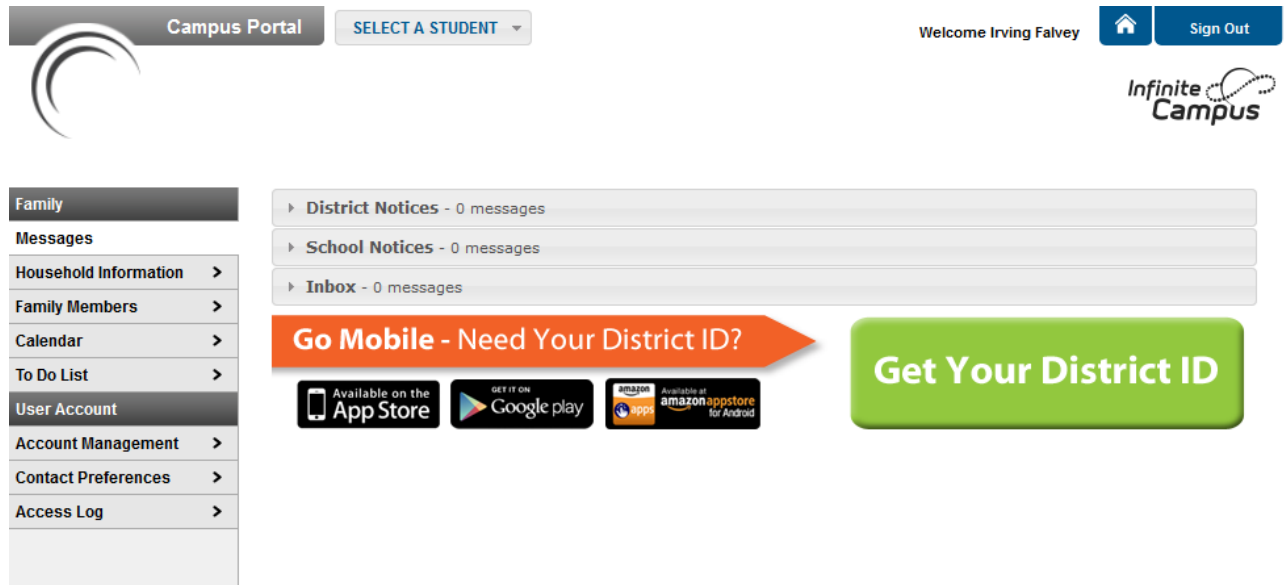 Campus Portal
SELECT A STUDENT
Welcome Irving Falvey
Sign Out
Infinite
Campus
Family
Messages
Household Information
Family Members
Calendar
To Do List
User Account
Account Management
Contact Preferences
Access Log
District Notices - 0 messages
School Notices - 0 messages
Inbox - 0 messages
Go Mobile - Need Your District ID?
Available on the
App Store
GET IT ON
Google play
amazon
apps
Available at
amazon appstore
for Android
Get Your District ID